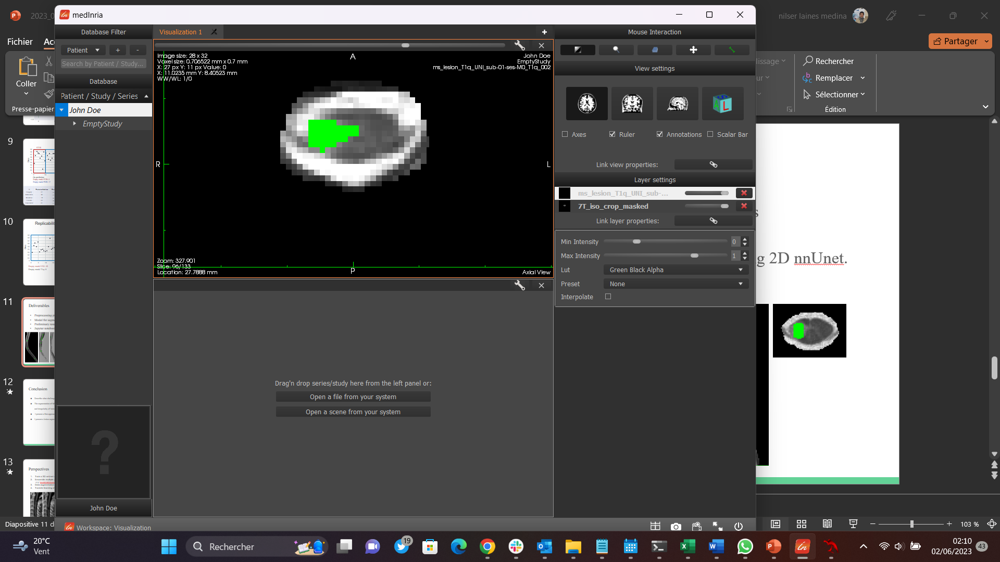 medInria
2023_0
nilser laines medina
Fichier
Acc
Partager
Coller
Presse-papier
Rechercher
Remplacer
Sélectionner
Édition
Database Filter
Patient
+
-
Search by Patient / Study...
Database
Patient / Study / Series
John Doe
EmptyStudy
John Doe
Visualization 1
+
Image size: 28 x 32
Voxel size: 0.706522 mm x 0.7 mm
X: 27 px Y: 11 px Value: 0
X: 11.0235 mm Y: 8.40523 mm
WW/WL: 1/0
A
John Doe
EmptyStudy
ms_lesion_T1q_UNI_sub-01-ses-M0_T1q_002
R
L
Zoom: 327.901
Slice: 96/133
Location: 27.7888 mm
P
Axial View
Drag'n drop series/study here from the left panel or:
Open a file from your system
Open a scene from your system
Mouse Interaction
View settings
Axes
Ruler
Annotations
Scalar Bar
Link view properties:
Layer settings
ms_lesion_T1q_UNI_sub-...
7T_iso_crop_masked
Link layer properties:
Min Intensity
0
Max Intensity
1
Lut
Green Black Alpha
Preset
None
Interpolate
Workspace: Visualization
g 2D nnUnet.
9
10
Replicabilit
11
Deliverables
12
Conclusion
13
Perspectives
Diapositive 11 d
103 %
20°C
Vent
Rechercher
19
02:10
02/06/2023
43